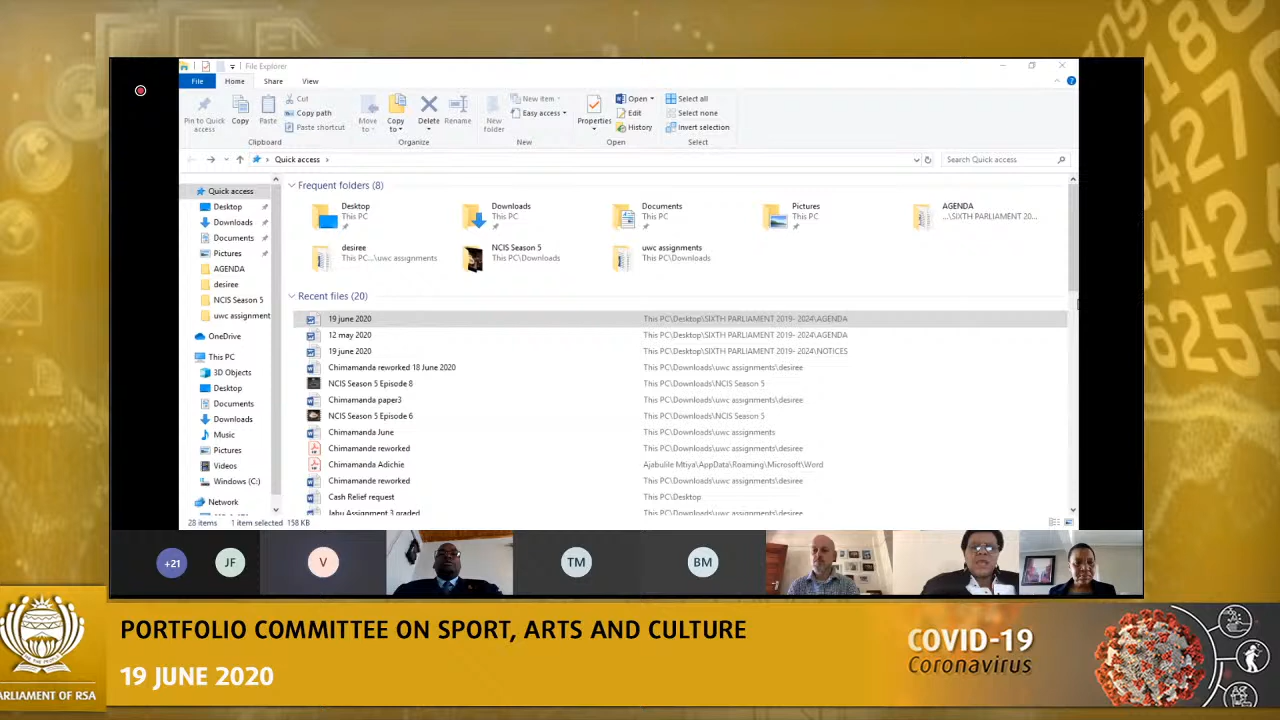 File Explorer
File Home Share View
Pin to Quick access
Copy
Paste
Cut
Copy path
Paste shortcut
Move to
Copy to
Delete
Rename
New folder
New item
Easy access
Properties
Open
Edit
History
Select all
Select none
Invert selection
Clipboard Organize New Open Select
Quick access
Search Quick access
Quick access
Desktop
Downloads
Documents
Pictures
AGENDA
desiree
NCIS Season 5
uwc assignment
OneDrive
This PC
3D Objects
Desktop
Documents
Downloads
Music
Pictures
Videos
Windows (C:)
Network
Frequent folders (8)
Desktop
This PC
Downloads
This PC
Documents
This PC
Pictures
This PC
AGENDA
...\SIXTH PARLIAMENT 20...
desiree
This PC...\uwc assignments
NCIS Season 5
This PC\Downloads
uwc assignments
This PC\Downloads
Recent files (20)
19 june 2020 This PC\Desktop\SIXTH PARLIAMENT 2019- 2024\AGENDA
12 may 2020 This PC\Desktop\SIXTH PARLIAMENT 2019- 2024\AGENDA
19 june 2020 This PC\Desktop\SIXTH PARLIAMENT 2019- 2024\NOTICES
Chimamanda reworked 18 June 2020 This PC\Downloads\uwc assignments\desiree
NCIS Season 5 Episode 8 This PC\Downloads\NCIS Season 5
Chimamanda paper3 This PC\Downloads\uwc assignments\desiree
NCIS Season 5 Episode 6 This PC\Downloads\NCIS Season 5
Chimamanda June This PC\Downloads\uwc assignments
Chimamanda reworked This PC\Downloads\uwc assignments\desiree
Chimamanda Adichie Ajabulile Mtiya\AppData\Roaming\Microsoft\Word
Chimamanda reworked This PC\Downloads\uwc assignments\desiree
Cash Relief request This PC\Desktop
Jabu Assignment 3 graded This PC\Downloads\uwc assignments\desiree
28 items 1 item selected 158 KB
+21 JF V TM BM
PORTFOLIO COMMITTEE ON SPORT, ARTS AND CULTURE
19 JUNE 2020
COVID-19
Coronavirus
ARLIAMENT OF RSA